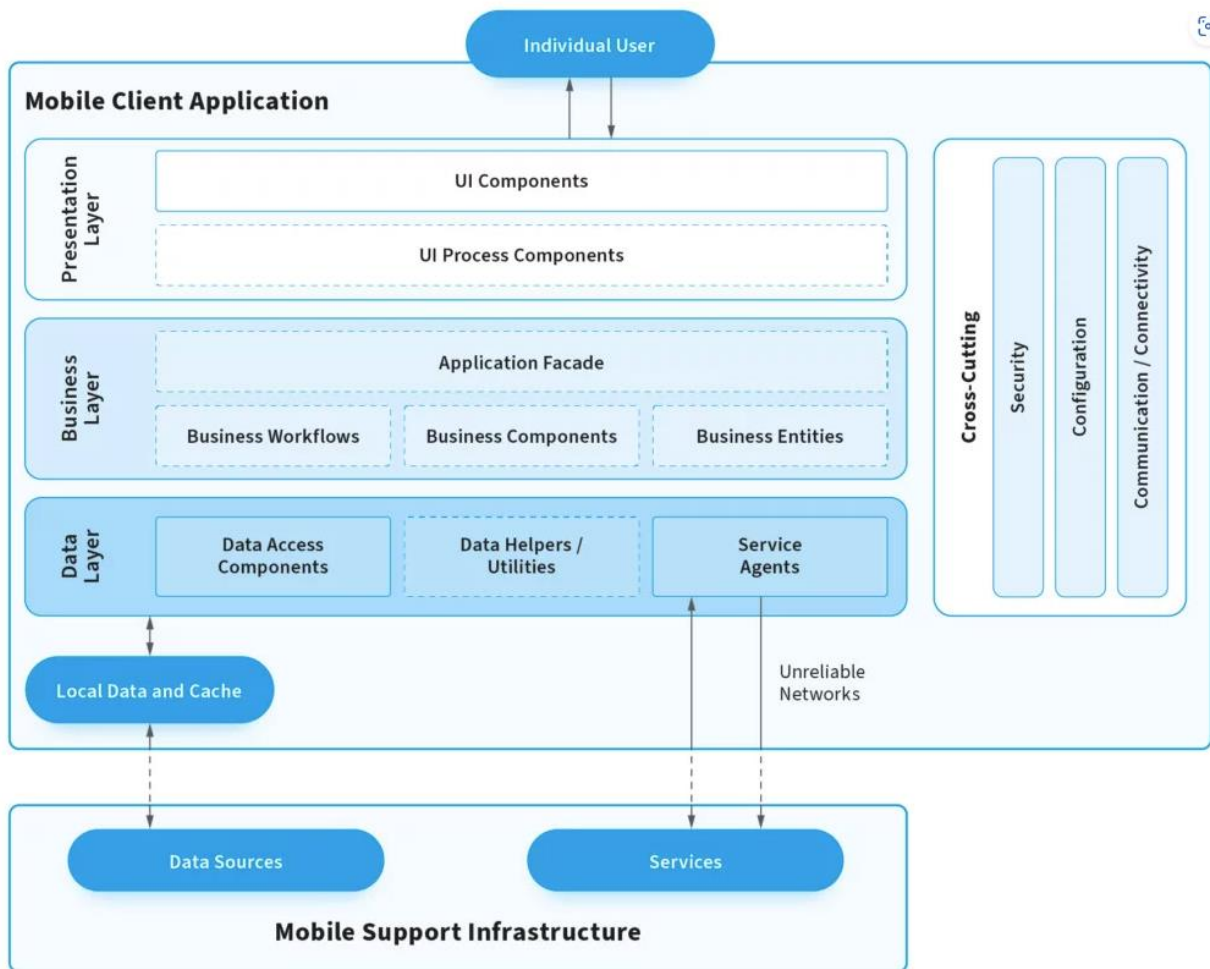 Individual User
Mobile Client Application
Presentation
Layer
UI Components
UI Process Components
Business
Layer
Application Facade
Business Workflows
Business Components
Business Entities
Data
Layer
Data Access
Components
Data Helpers /
Utilities
Service
Agents
Cross-Cutting
Security
Configuration
Communication / Connectivity
Local Data and Cache
Unreliable
Networks
Data Sources
Services
Mobile Support Infrastructure